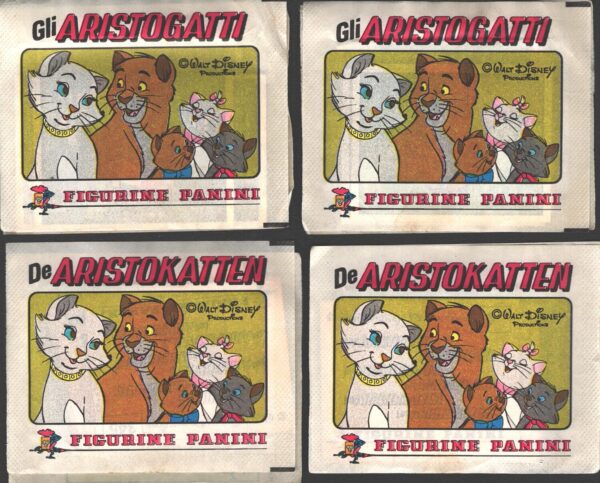 Gli ARISTOGATTI
© WALT DISNEY
PRODUCTIONS
FIGURINE PANINI
Gli ARISTOGATTI
© WALT DISNEY
PRODUCTIONS
FIGURINE PANINI
De ARISTOKATTEN
© WALT DISNEY
PRODUCTIONS
FIGURINE PANINI
De ARISTOKATTEN
© WALT DISNEY
PRODUCTIONS
FIGURINE PANINI